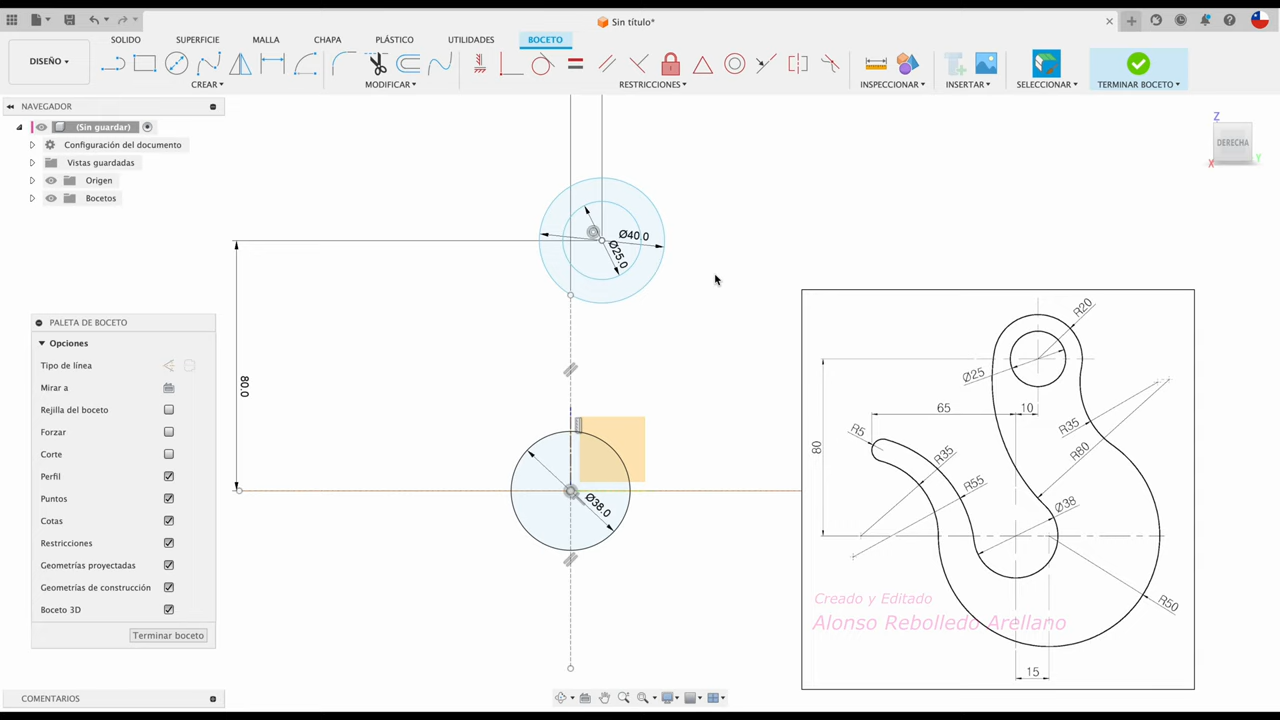 Sin título*
DISEÑO
SÓLIDO SUPERFICIE MALLA CHAPA PLÁSTICO UTILIDADES BOCETO
CREAR MODIFICAR RESTRICCIONES INSPECCIONAR INSERTAR SELECCIONAR TERMINAR BOCETO
NAVEGADOR
(Sin guardar)
Configuración del documento
Vistas guardadas
Origen
Bocetos
Z
DERECHA
X
Y
Ø40.0
Ø25.0
80.0
Ø38.0
PALETA DE BOCETO
Opciones
Tipo de línea
Mirar a
Rejilla del boceto
Forzar
Corte
Perfil
Puntos
Cotas
Restricciones
Geometrías proyectadas
Geometrías de construcción
Boceto 3D
Terminar boceto
R20
Ø25
65
10
R5
R35
R35
R80
80
R55
Ø38
R50
15
Creado y Editado
Alonso Rebolledo Arellano
COMENTARIOS